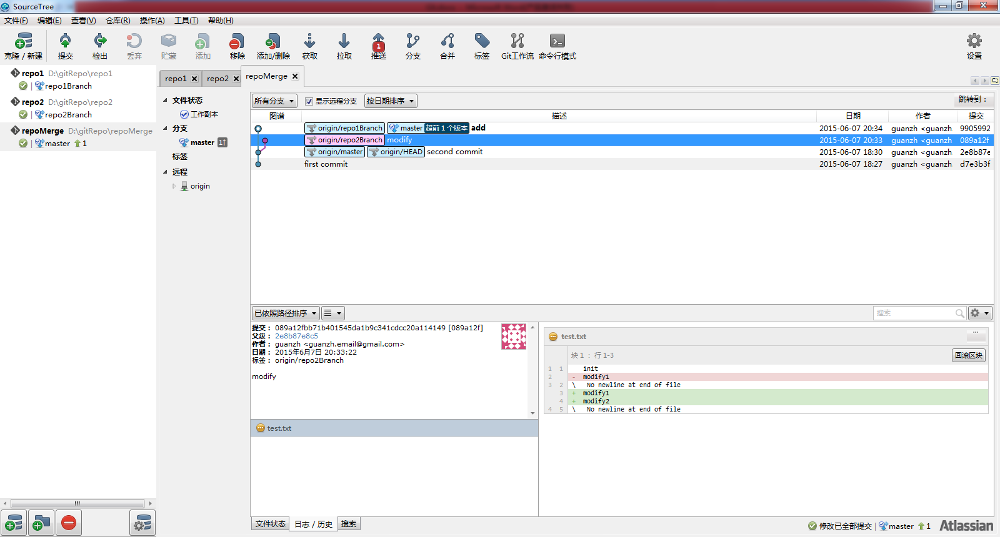 SourceTree
文件(F) 编辑(E) 查看(V) 仓库(R) 操作(A) 工具(T) 帮助(H)
1
克隆 / 新建 提交 检出 丢弃 贮藏 添加 移除 添加/删除 获取 拉取 推送 分支 合并 标签 Git工作流 命令行模式 设置
repo1 D:\gitRepo\repo1
repo1Branch
repo2 D:\gitRepo\repo2
repo2Branch
repoMerge D:\gitRepo\repoMerge
master 1
repo1 repo2 repoMerge
文件状态
工作副本
分支
master 1↑
标签
远程
origin
所有分支 显示远程分支 按日期排序 跳转到：
图谱 描述 日期 作者 提交
origin/repo1Branch master 超前 1 个版本 add 2015-06-07 20:34 guanzh <guanzh 9905992
origin/repo2Branch modify 2015-06-07 20:33 guanzh <guanzh 089a12f
origin/master origin/HEAD second commit 2015-06-07 18:30 guanzh <guanzh 2e8b87e
first commit 2015-06-07 18:27 guanzh <guanzh d7e3b3f
已依照路径排序 搜索
提交： 089a12fbb71b401545da1b9c341cdcc20a114149 [089a12f]
父级： 2e8b87e8c5
作者： guanzh <guanzh.email@gmail.com>
日期： 2015年6月7日 20:33:22
标签： origin/repo2Branch
modify
test.txt
test.txt
块 1 ： 行 1-3 回滚区块
1 1 init
2 - modify1
3 2 \ No newline at end of file
3 + modify1
4 + modify2
4 5 \ No newline at end of file
文件状态 日志 / 历史 搜索
修改已全部提交 master 1 Atlassian